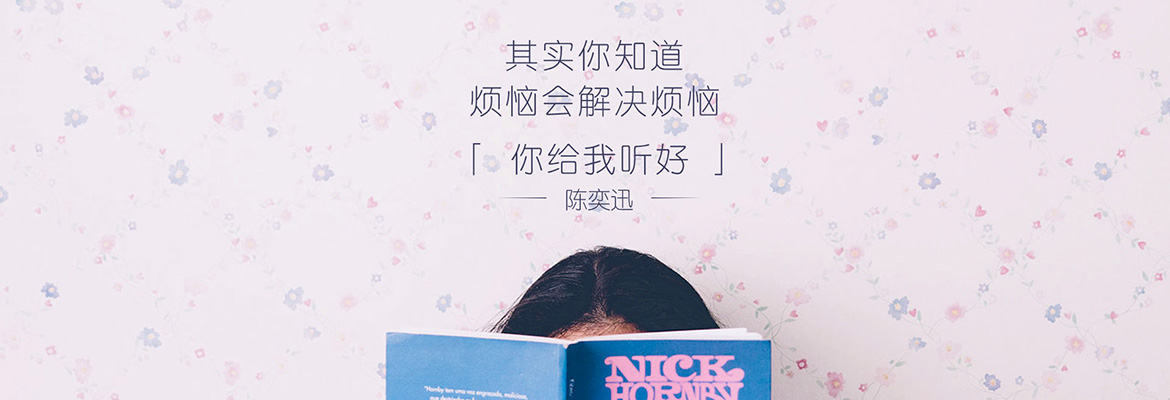 其实你知道
烦恼会解决烦恼
「 你给我听好 」
陈奕迅
NICK
HORNBY
"Hornby tem uma voz engraçada, maliciosa,